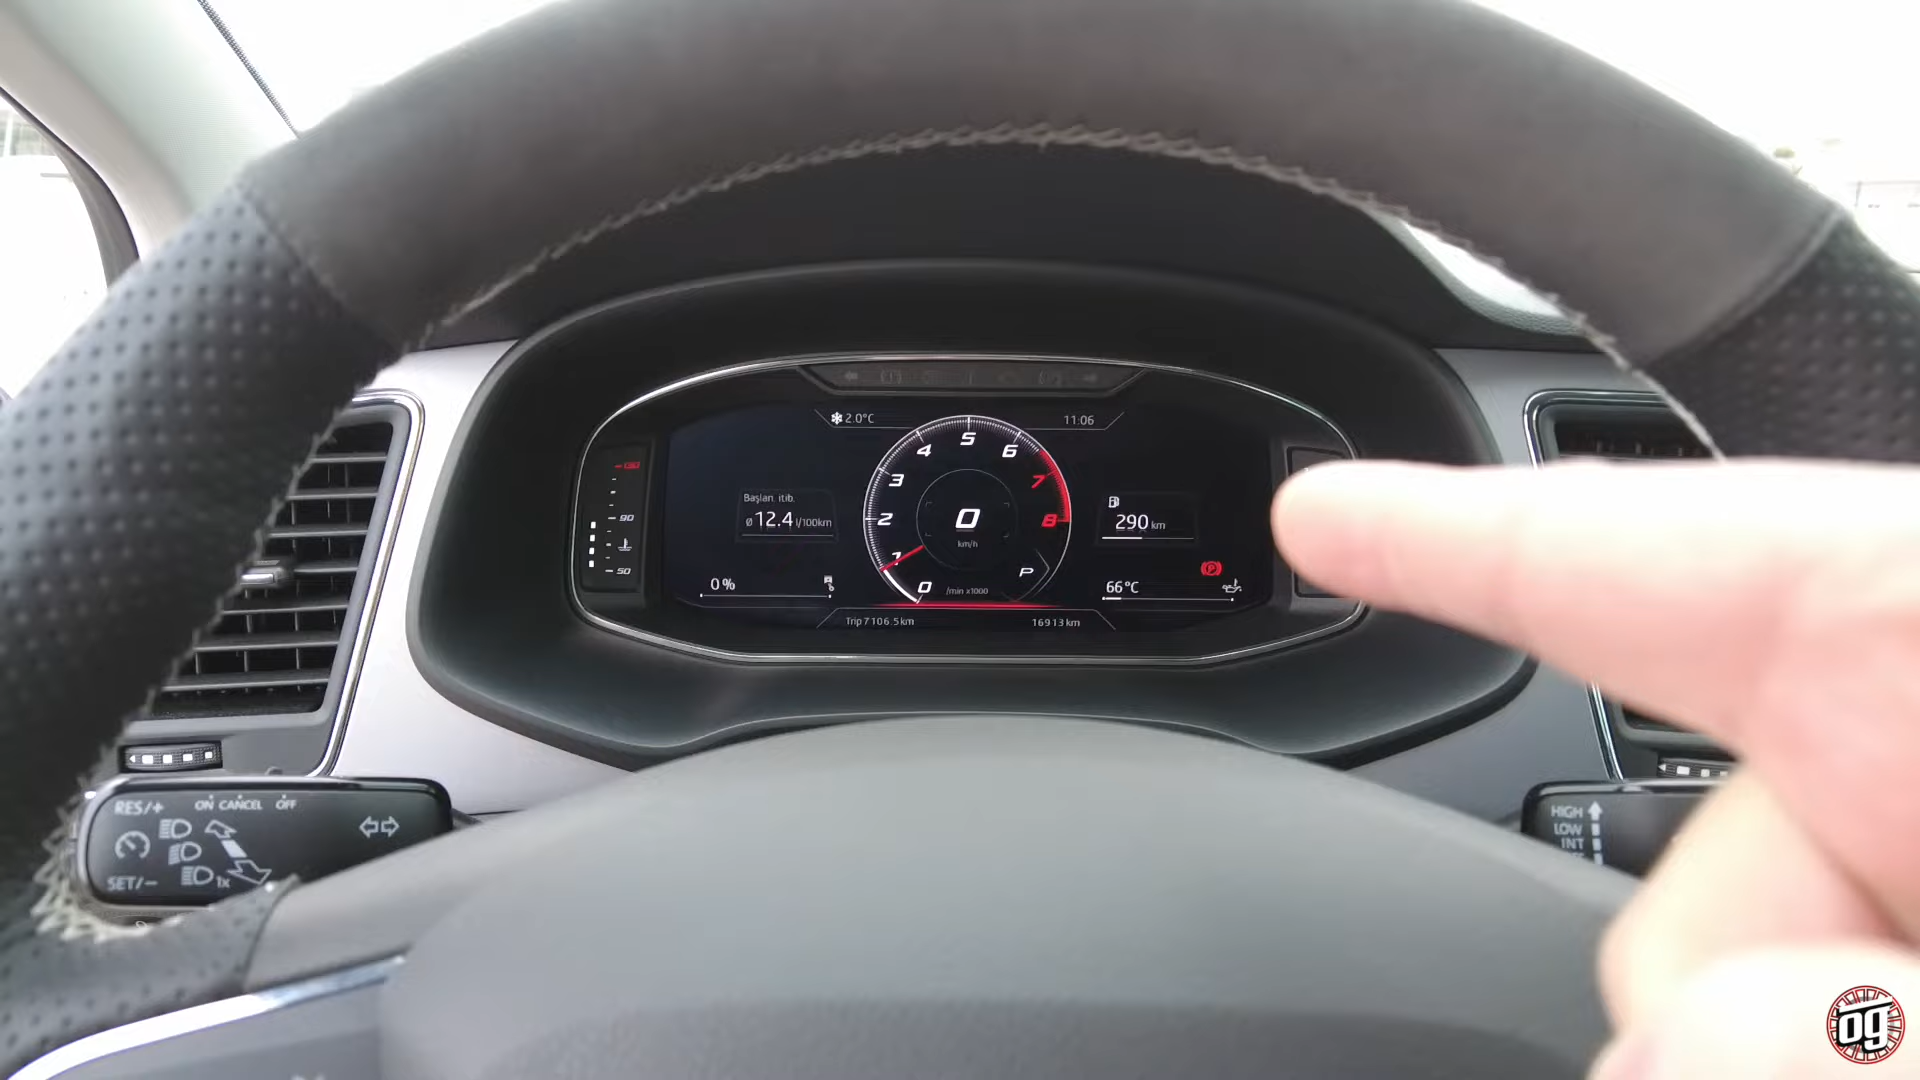 2.0°C
11:06
5
4
6
3
7
90
Başlan. itib.
ø 12.4 l/100km
2
0
8
290 km
km/h
50
1
P
0 %
0
/min x1000
66°C
Trip 7106.5 km
16913 km
RES/+
ON CANCEL OFF
SET/−
1x
HIGH
LOW
INT
og